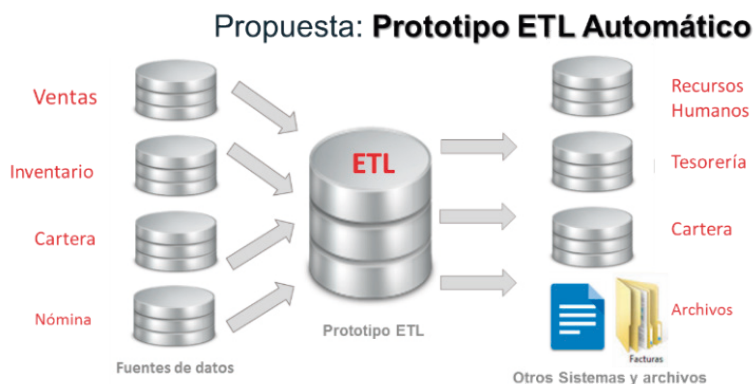 Propuesta: Prototipo ETL Automático
Ventas
Inventario
Cartera
Nómina
Fuentes de datos
ETL
Prototipo ETL
Recursos
Humanos
Tesorería
Cartera
Archivos
Facturas
Otros Sistemas y archivos